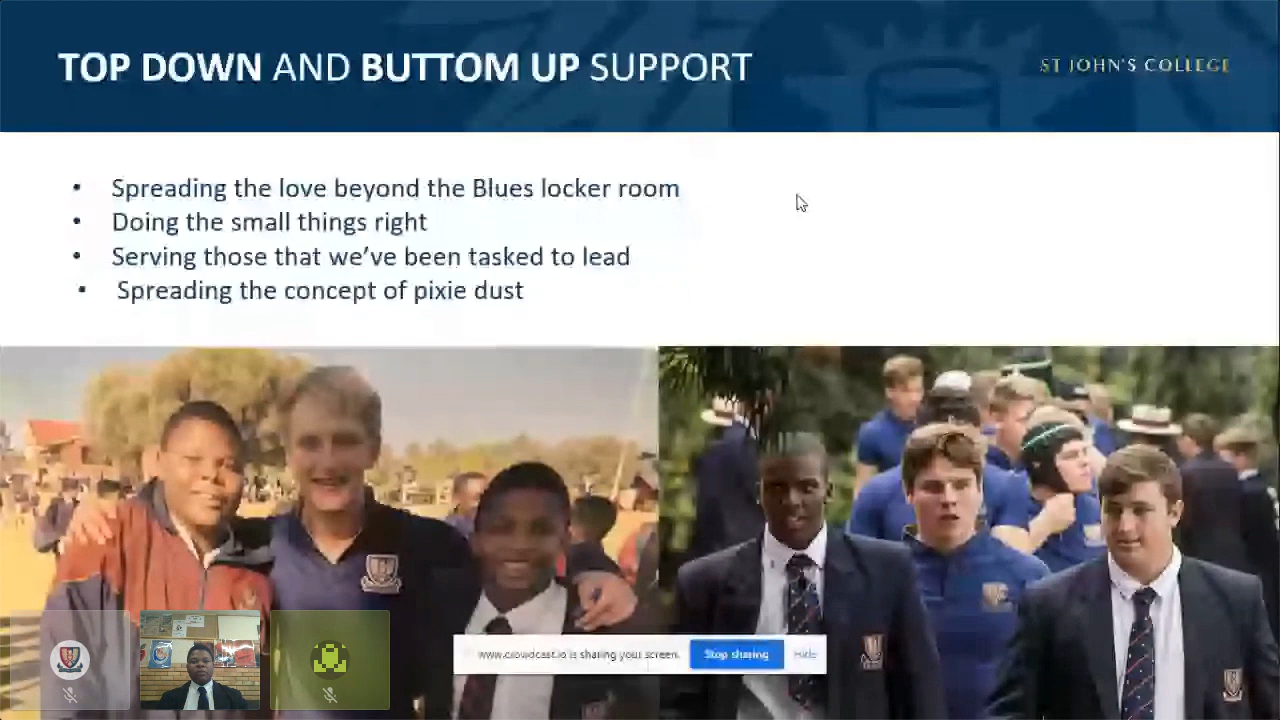 TOP DOWN AND BUTTOM UP SUPPORT
ST JOHN'S COLLEGE
• Spreading the love beyond the Blues locker room
• Doing the small things right
• Serving those that we've been tasked to lead
• Spreading the concept of pixie dust
www.crowdcast.io is sharing your screen.
Stop sharing
Hide